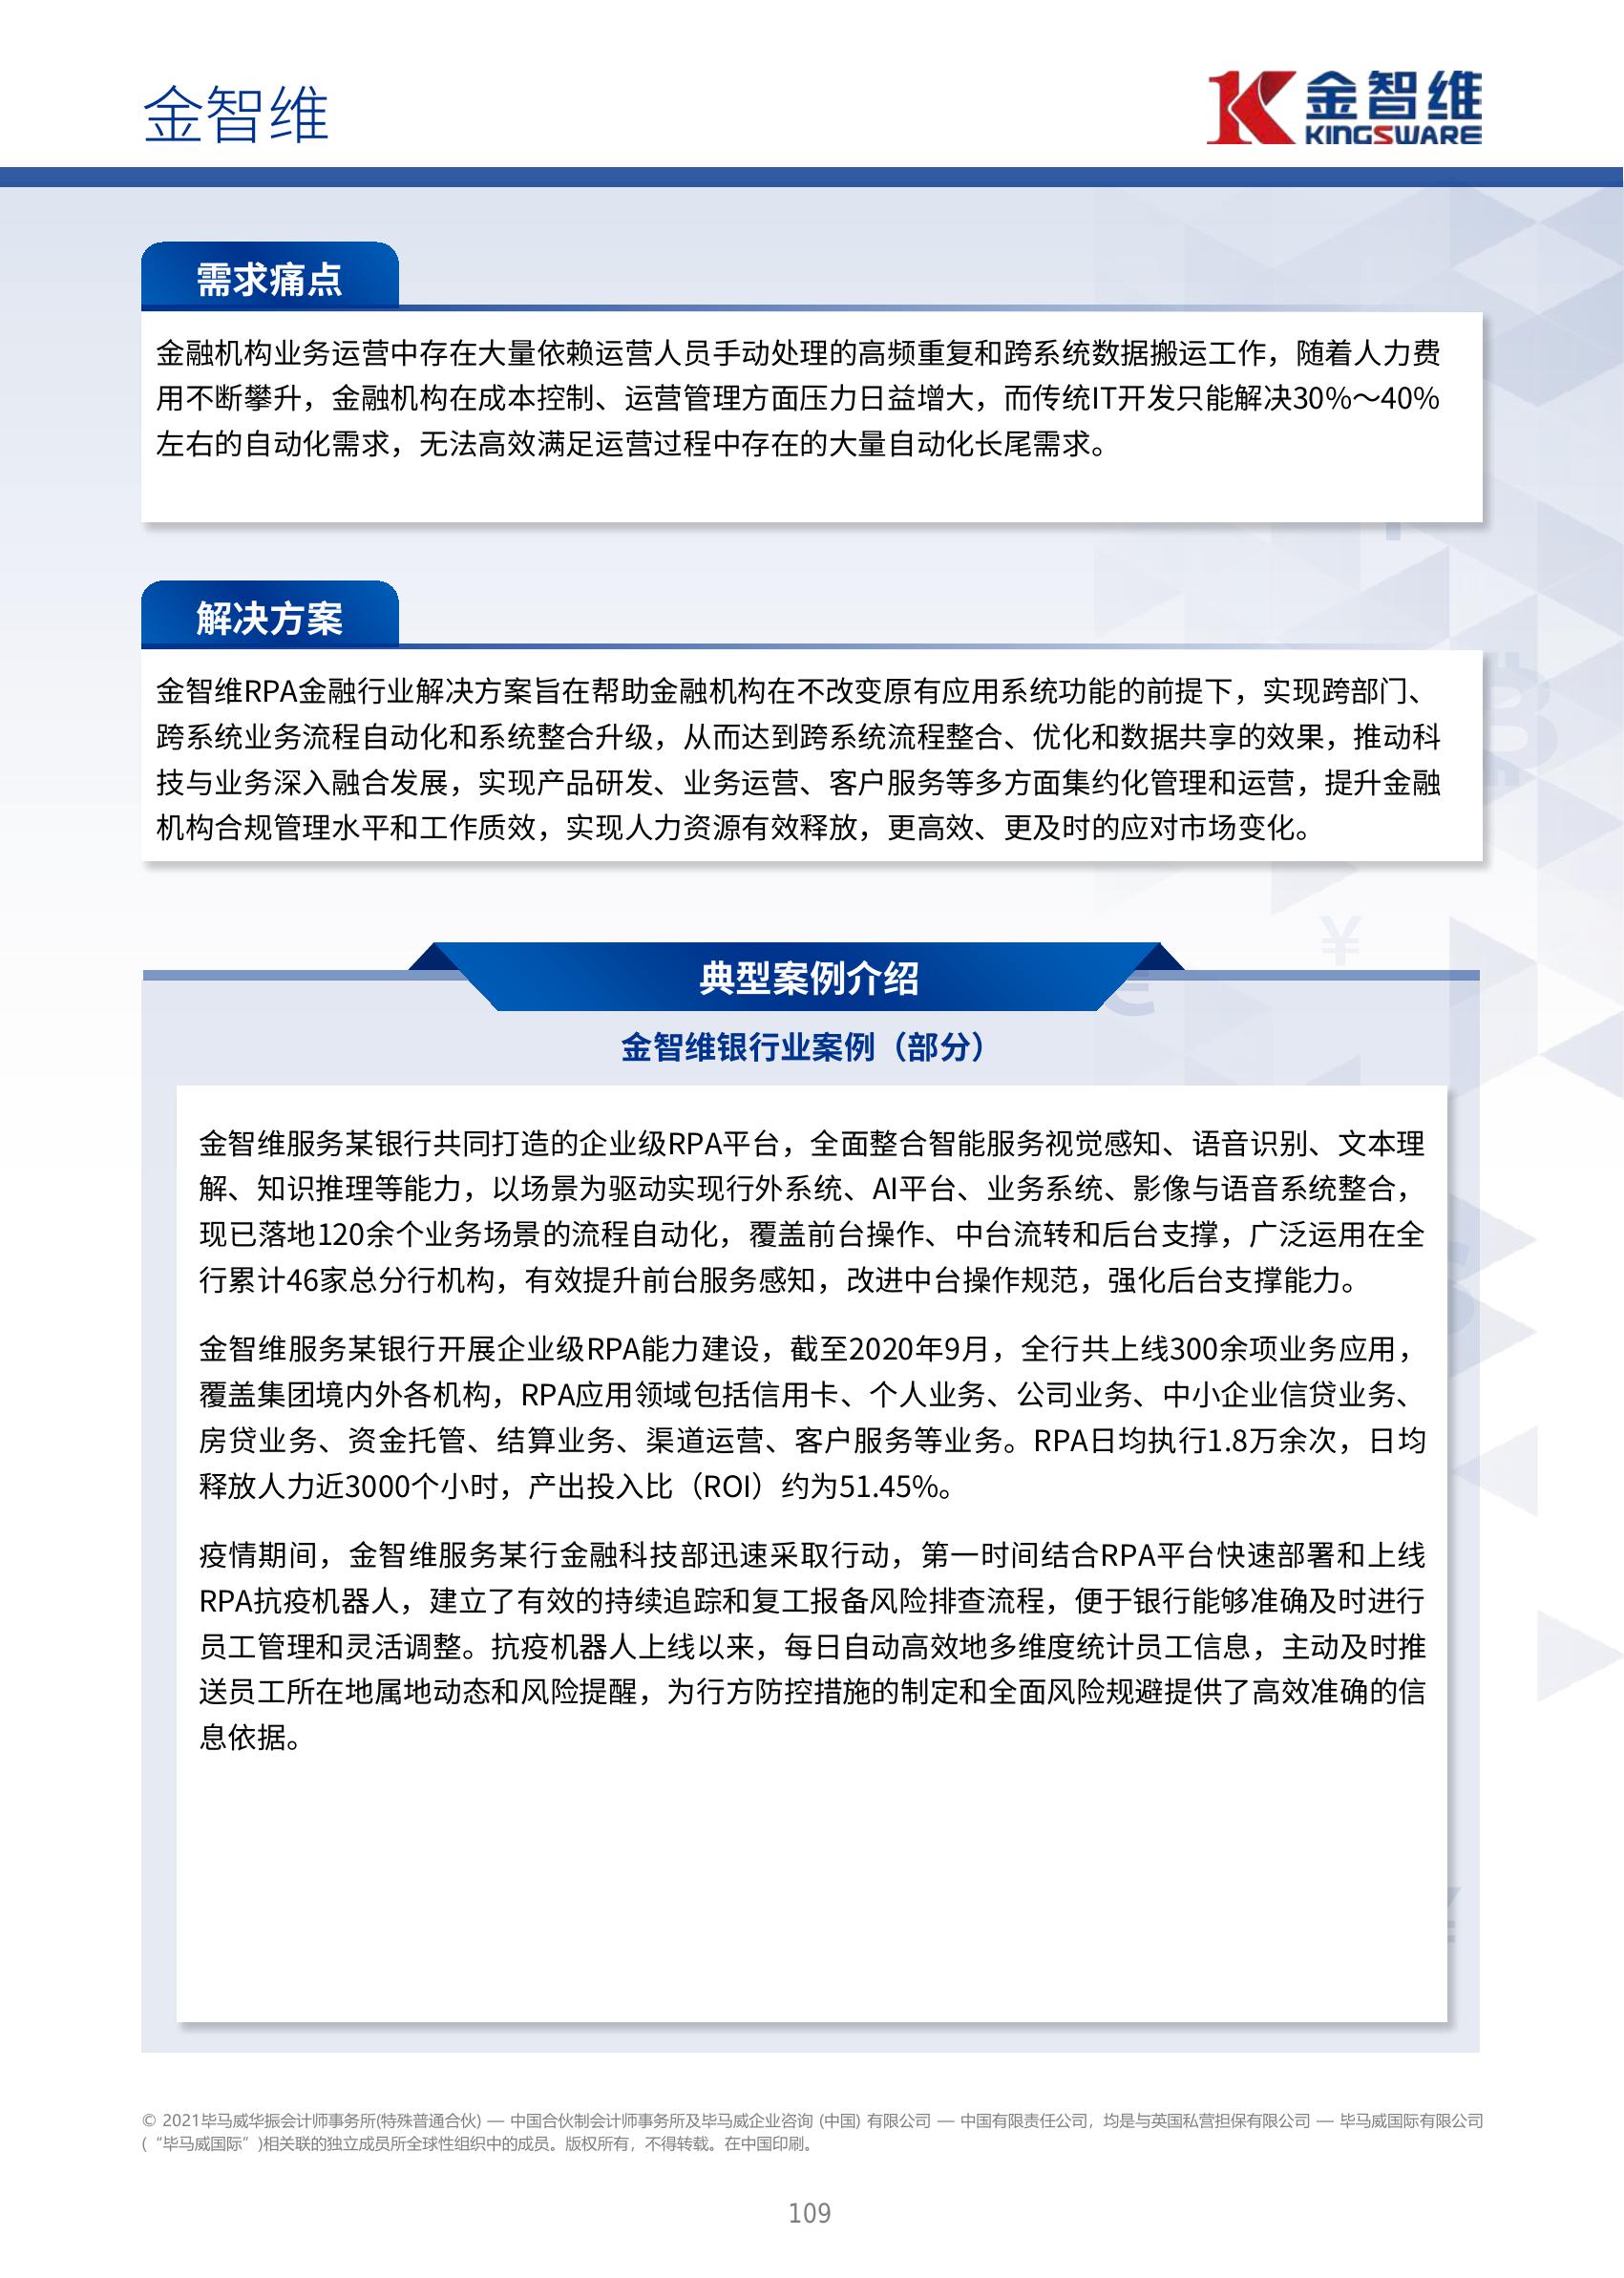 金智维
金智维
KINGSWARE
需求痛点
金融机构业务运营中存在大量依赖运营人员手动处理的高频重复和跨系统数据搬运工作，随着人力费
用不断攀升，金融机构在成本控制、运营管理方面压力日益增大，而传统IT开发只能解决30%～40%
左右的自动化需求，无法高效满足运营过程中存在的大量自动化长尾需求。
解决方案
金智维RPA金融行业解决方案旨在帮助金融机构在不改变原有应用系统功能的前提下，实现跨部门、
跨系统业务流程自动化和系统整合升级，从而达到跨系统流程整合、优化和数据共享的效果，推动科
技与业务深入融合发展，实现产品研发、业务运营、客户服务等多方面集约化管理和运营，提升金融
机构合规管理水平和工作质效，实现人力资源有效释放，更高效、更及时的应对市场变化。
典型案例介绍
金智维银行业案例（部分）
金智维服务某银行共同打造的企业级RPA平台，全面整合智能服务视觉感知、语音识别、文本理
解、知识推理等能力，以场景为驱动实现行外系统、AI平台、业务系统、影像与语音系统整合，
现已落地120余个业务场景的流程自动化，覆盖前台操作、中台流转和后台支撑，广泛运用在全
行累计46家总分行机构，有效提升前台服务感知，改进中台操作规范，强化后台支撑能力。
金智维服务某银行开展企业级RPA能力建设，截至2020年9月，全行共上线300余项业务应用，
覆盖集团境内外各机构，RPA应用领域包括信用卡、个人业务、公司业务、中小企业信贷业务、
房贷业务、资金托管、结算业务、渠道运营、客户服务等业务。RPA日均执行1.8万余次，日均
释放人力近3000个小时，产出投入比（ROI）约为51.45%。
疫情期间，金智维服务某行金融科技部迅速采取行动，第一时间结合RPA平台快速部署和上线
RPA抗疫机器人，建立了有效的持续追踪和复工报备风险排查流程，便于银行能够准确及时进行
员工管理和灵活调整。抗疫机器人上线以来，每日自动高效地多维度统计员工信息，主动及时推
送员工所在地属地动态和风险提醒，为行方防控措施的制定和全面风险规避提供了高效准确的信
息依据。
© 2021毕马威华振会计师事务所(特殊普通合伙) — 中国合伙制会计师事务所及毕马威企业咨询 (中国) 有限公司 — 中国有限责任公司，均是与英国私营担保有限公司 — 毕马威国际有限公司
(“毕马威国际”)相关联的独立成员所全球性组织中的成员。版权所有，不得转载。在中国印刷。
109